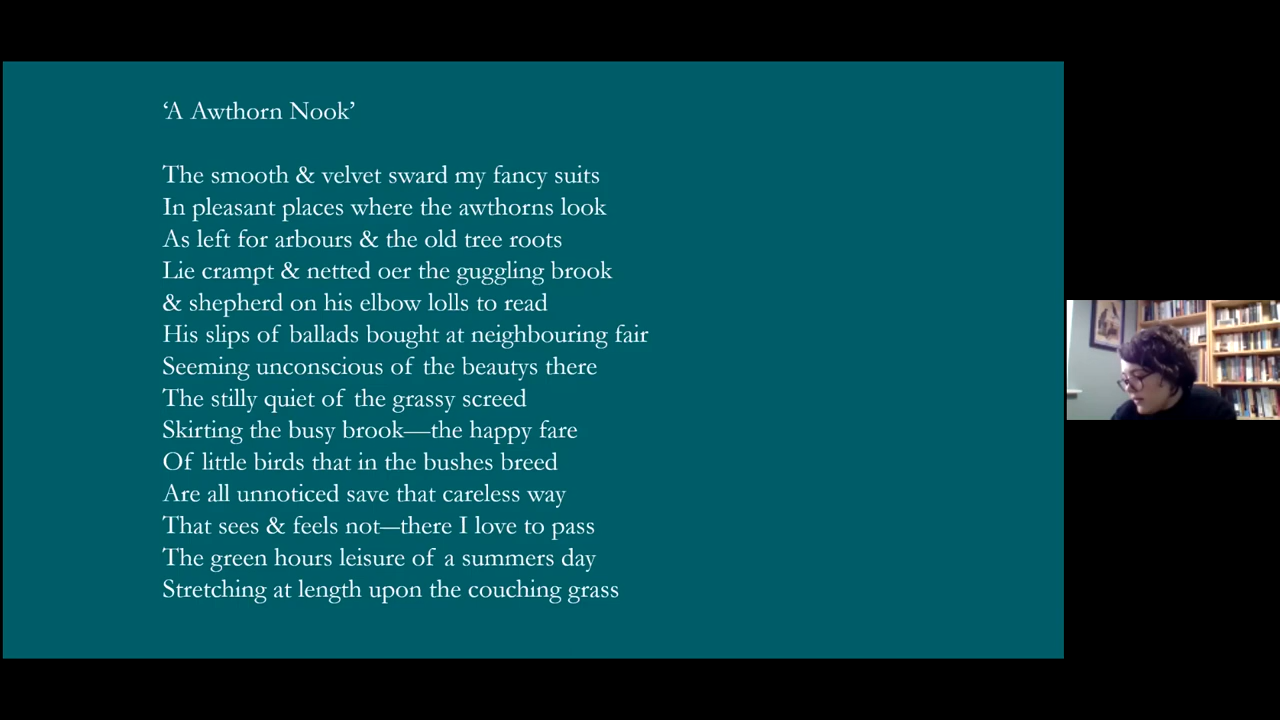 ‘A Awthorn Nook’
The smooth & velvet sward my fancy suits
In pleasant places where the awthorns look
As left for arbours & the old tree roots
Lie crampt & netted oer the guggling brook
& shepherd on his elbow lolls to read
His slips of ballads bought at neighbouring fair
Seeming unconscious of the beautys there
The stilly quiet of the grassy screed
Skirting the busy brook—the happy fare
Of little birds that in the bushes breed
Are all unnoticed save that careless way
That sees & feels not—there I love to pass
The green hours leisure of a summers day
Stretching at length upon the couching grass